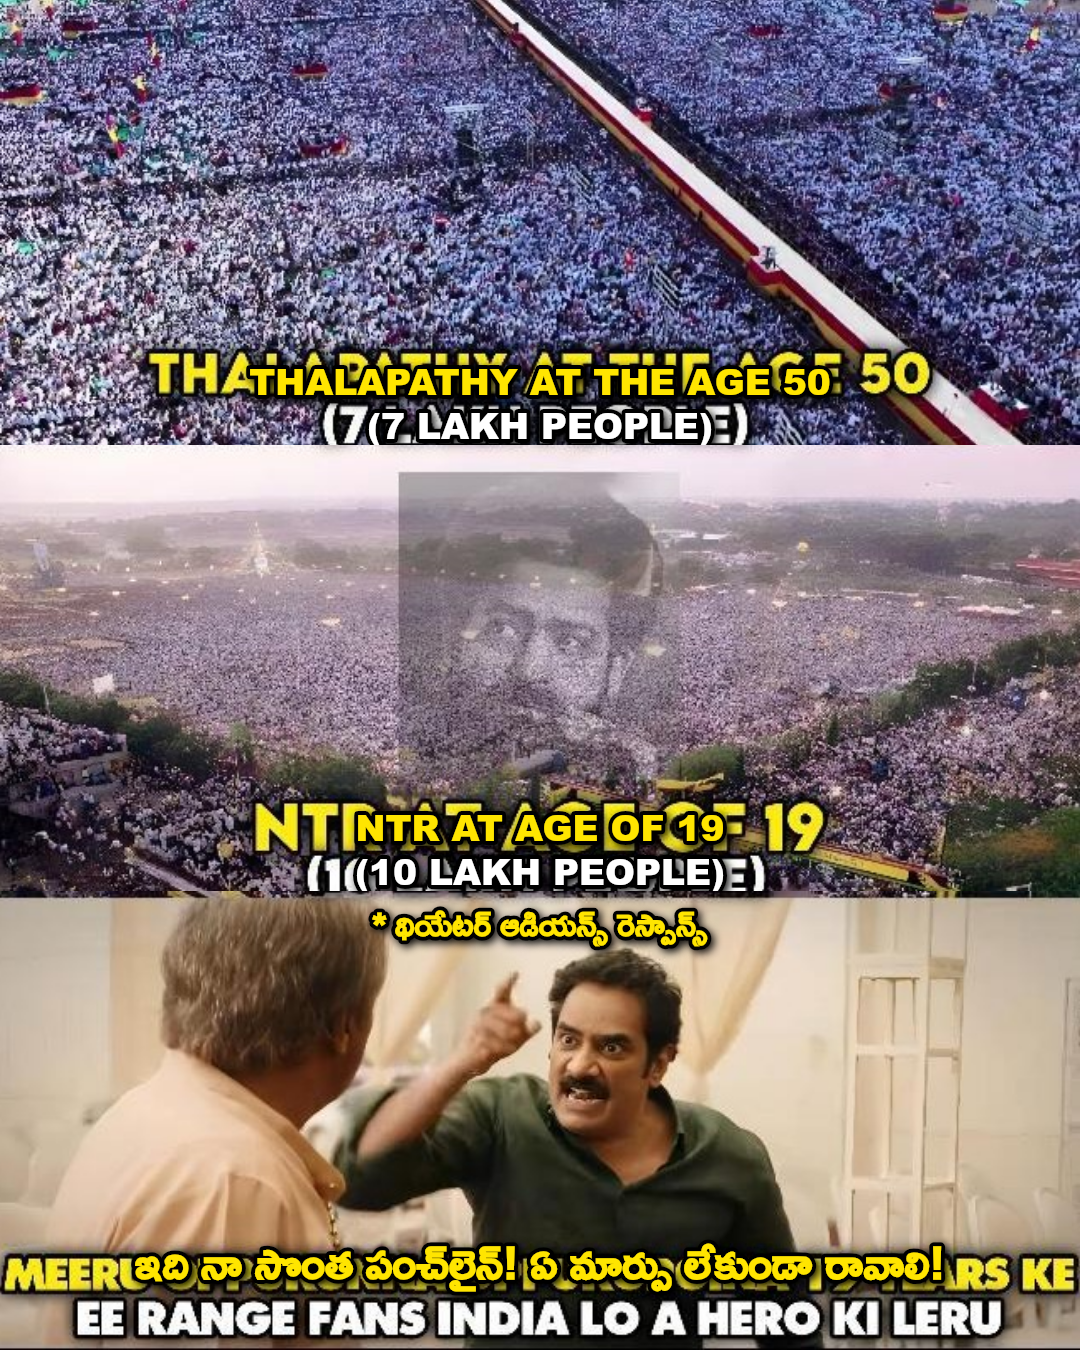 THALAPATHY AT THE AGE 50
(7 LAKH PEOPLE)
NTR AT AGE OF 19
((10 LAKH PEOPLE)
* థియేటర్ ఆడియన్స్ రెస్పాన్స్
ఇది నా సొంత పంచ్‌లైన్! ఏ మార్పు లేకుండా రావాలి!
EE RANGE FANS INDIA LO A HERO KI LERU